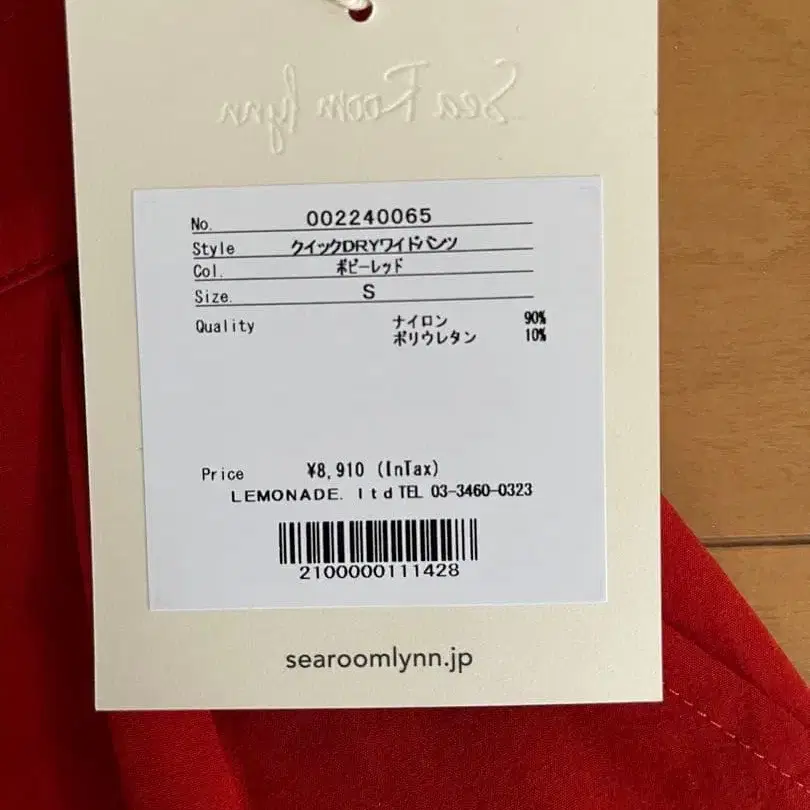 Sea Room lynn
No. 002240065
Style クイックDRYワイドパンツ
Col. ポピーレッド
Size. S
Quality ナイロン 90%
ポリウレタン 10%
Price ¥8,910 (InTax)
LEMONADE. ltd TEL 03-3460-0323
2100000111428
searoomlynn.jp